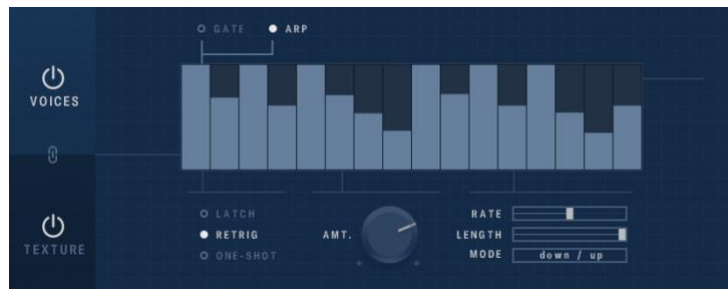 GATE ARP
VOICES
LATCH
RETRIG
ONE-SHOT
AMT.
RATE
LENGTH
MODE down / up
TEXTURE